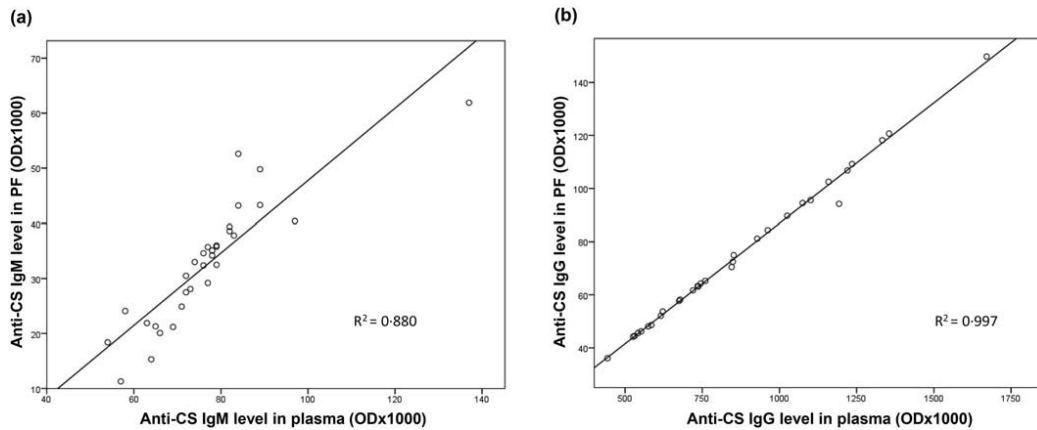 (a)
Anti-CS IgM level in PF (ODx1000)
70
60
50
40
30
20
10
R² = 0·880
40 60 80 100 120 140
Anti-CS IgM level in plasma (ODx1000)
(b)
Anti-CS IgG level in PF (ODx1000)
140
120
100
80
60
40
R² = 0·997
500 750 1000 1250 1500 1750
Anti-CS IgG level in plasma (ODx1000)